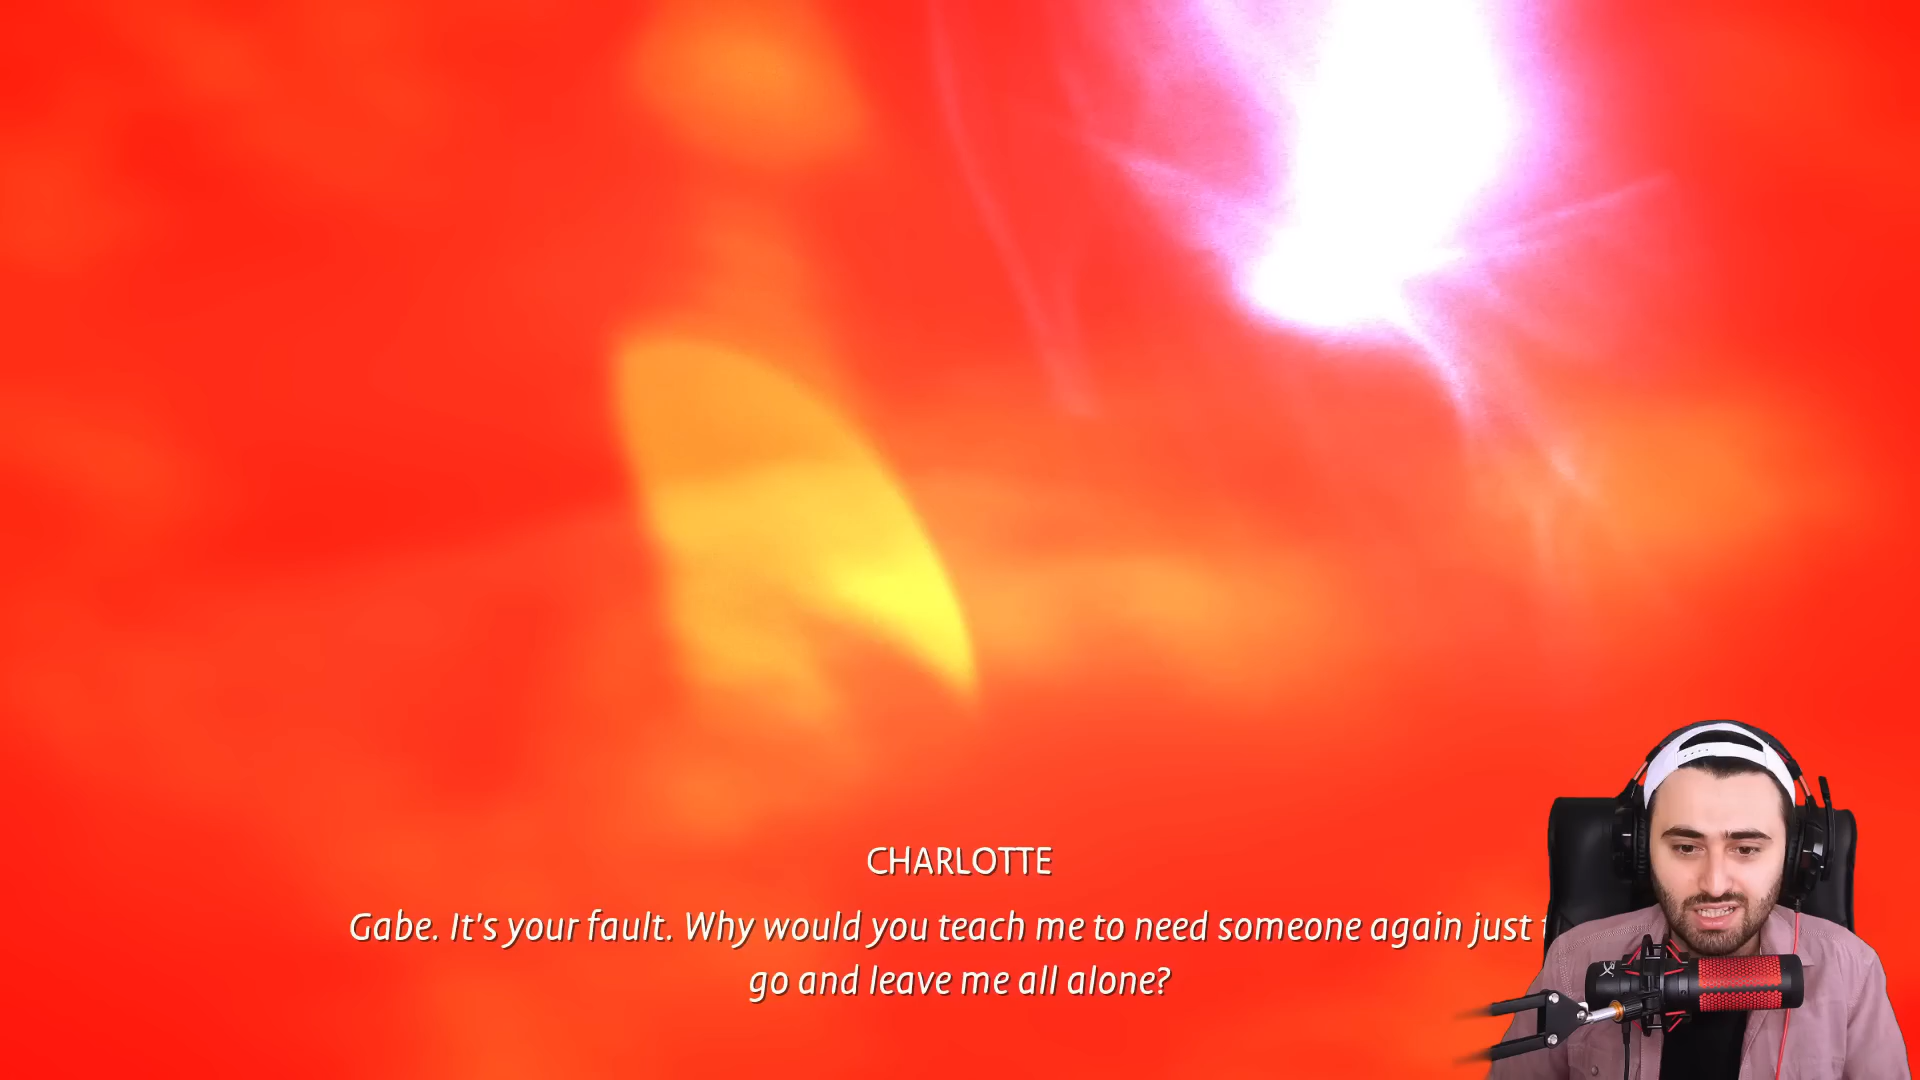 CHARLOTTE
Gabe. It's your fault. Why would you teach me to need someone again just
go and leave me all alone?